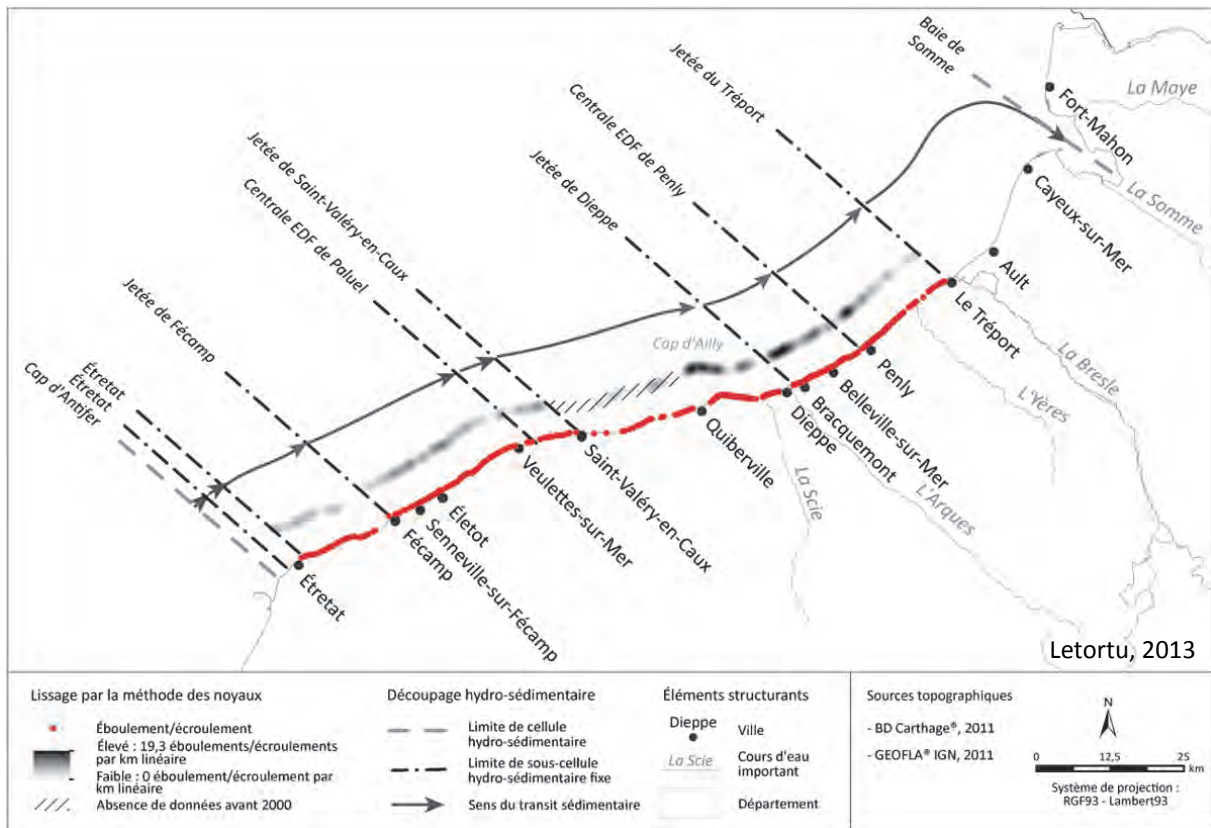 Baie de
Somme
Jetée du Tréport
Centrale EDF de Penly
Jetée de Dieppe
Jetée de Saint-Valéry-en-Caux
Centrale EDF de Paluel
Jetée de Fécamp
Étretat
Étretat
Cap d'Antifer
La Maye
Fort-Mahon
La Somme
Cayeux-sur-Mer
Ault
Le Tréport
La Bresle
L'Yères
Cap d'Ailly
Penly
Belleville-sur-Mer
Bracquemont
Dieppe
L'Arques
La Scie
Quiberville
Saint-Valéry-en-Caux
Veulettes-sur-Mer
Életot
Senneville-sur-Fécamp
Fécamp
Étretat
Letortu, 2013
Lissage par la méthode des noyaux
Éboulement/écroulement
Élevé : 19,3 éboulements/écroulements
par km linéaire
Faible : 0 éboulement/écroulement par
km linéaire
Absence de données avant 2000
Découpage hydro-sédimentaire
Limite de cellule
hydro-sédimentaire
Limite de sous-cellule
hydro-sédimentaire fixe
Sens du transit sédimentaire
Éléments structurants
Dieppe
Ville
La Scie
Cours d'eau
important
Département
Sources topographiques
- BD Carthage®, 2011
- GEOFLA® IGN, 2011
N
0 12,5 25
km
Système de projection :
RGF93 - Lambert93